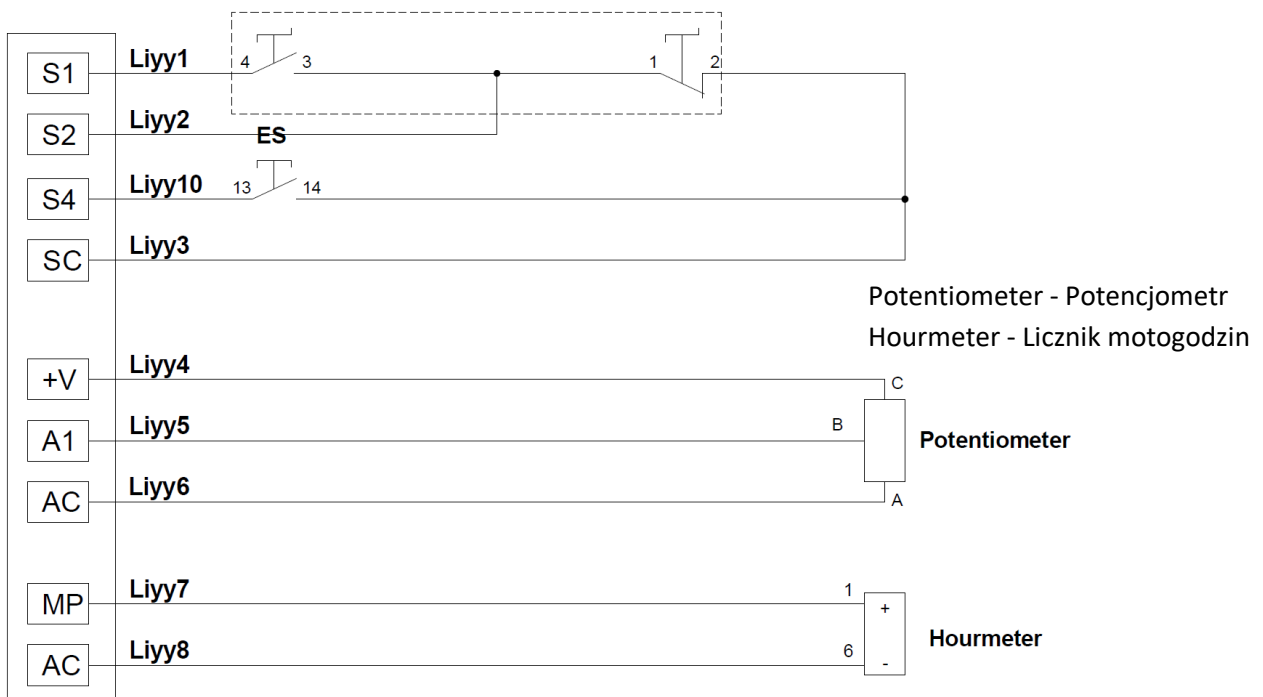 S1 Liyy1 4 3 1 2
S2 Liyy2
ES
S4 Liyy10 13 14
SC Liyy3
Potentiometer - Potencjometr
Hourmeter - Licznik motogodzin
+V Liyy4 C
A1 Liyy5 B Potentiometer
AC Liyy6 A
MP Liyy7 1 +
Hourmeter
AC Liyy8 6 -